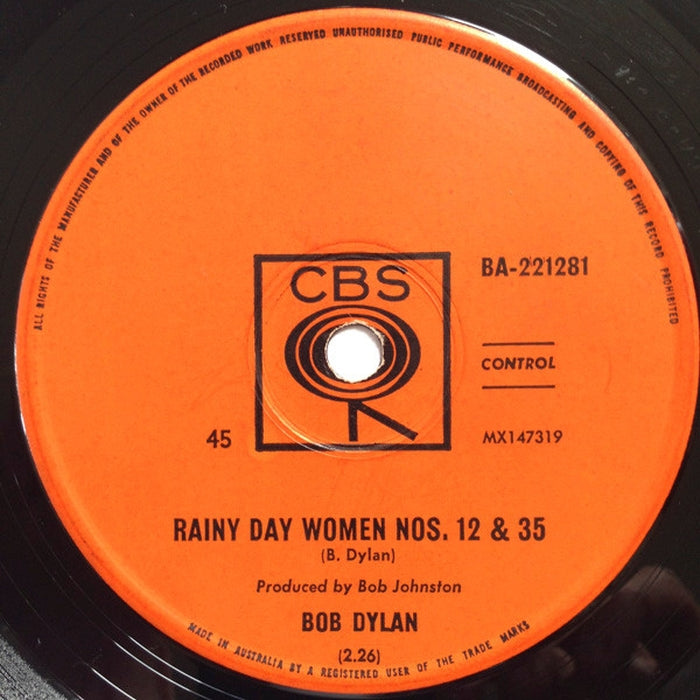 ALL RIGHTS OF THE MANUFACTURER AND OF THE OWNER OF THE RECORDED WORK RESERVED UNAUTHORISED PUBLIC PERFORMANCE BROADCASTING AND COPYING OF THIS RECORD PROHIBITED
CBS
BA-221281
CONTROL
45
MX147319
RAINY DAY WOMEN NOS. 12 & 35
(B. Dylan)
Produced by Bob Johnston
BOB DYLAN
(2.26)
MADE IN AUSTRALIA BY A REGISTERED USER OF THE TRADE MARKS